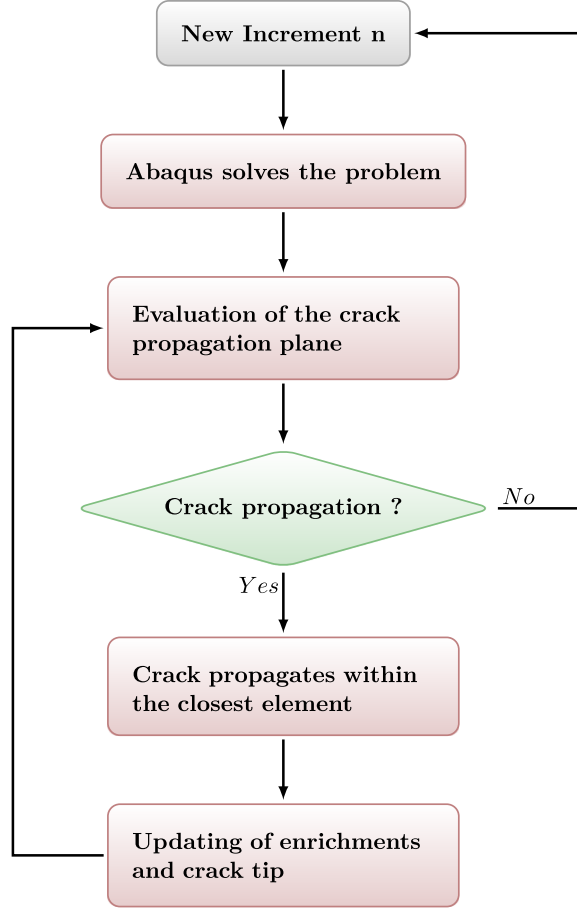 New Increment n
Abaqus solves the problem
Evaluation of the crack
propagation plane
Crack propagation ?
No
Yes
Crack propagates within
the closest element
Updating of enrichments
and crack tip